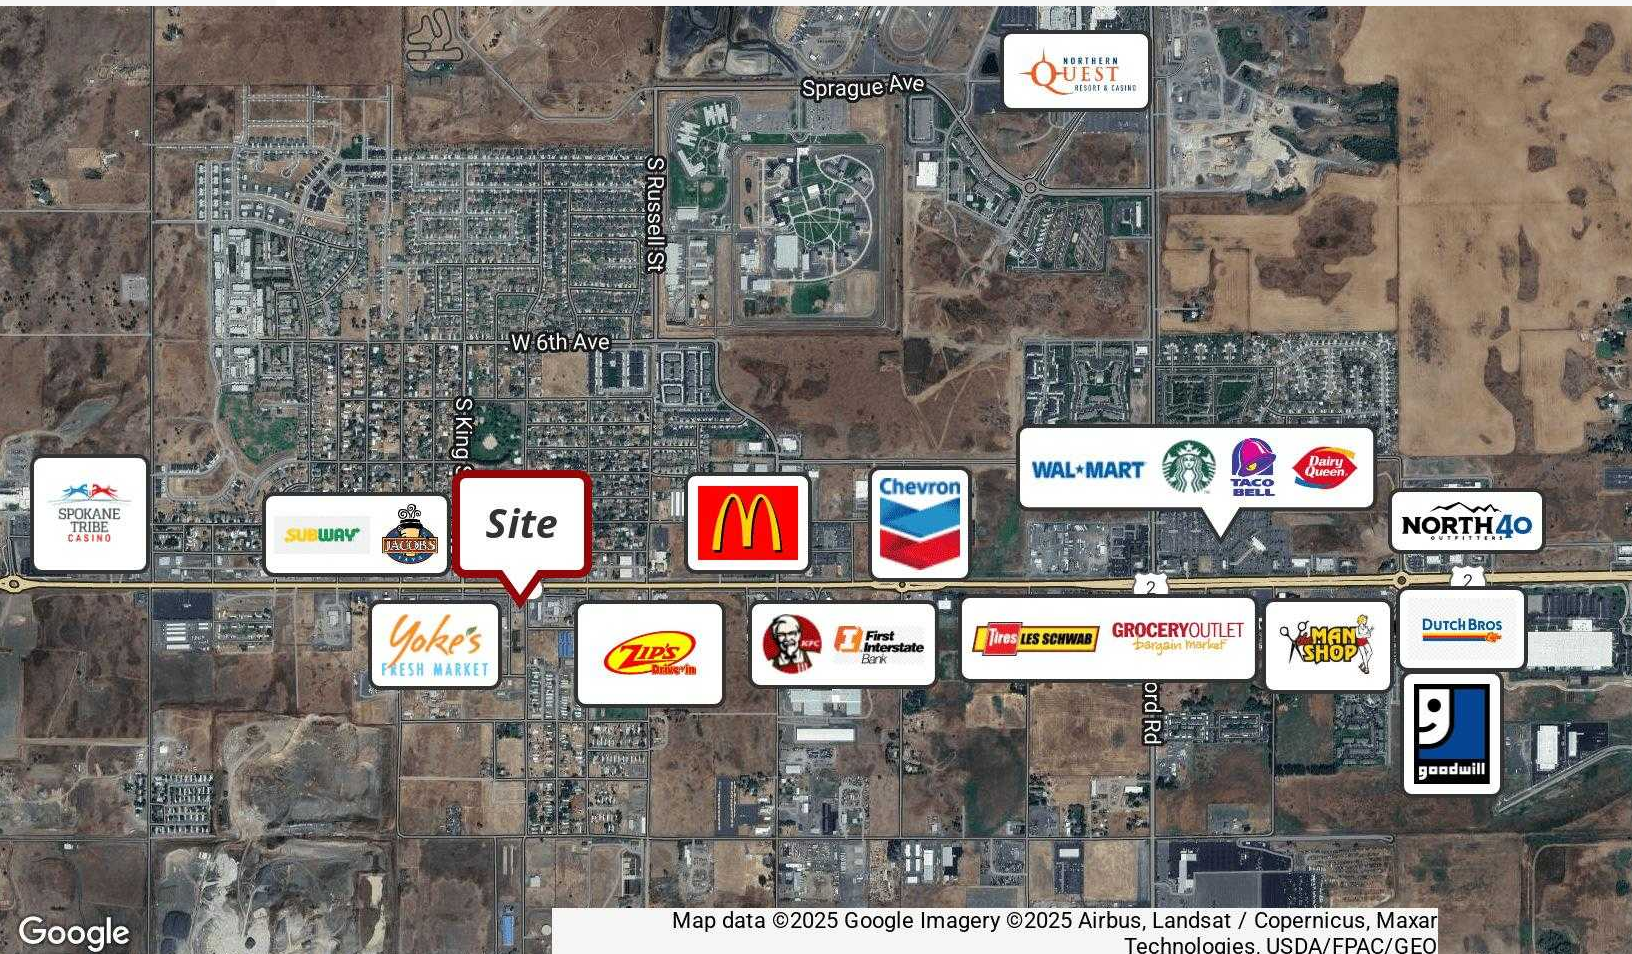 NORTHERN
QUEST
RESORT & CASINO
Sprague Ave
S Russell St
W 6th Ave
S King S
SPOKANE
TRIBE
CASINO
SUBWAY
JACOBS
Site
Chevron
WAL★MART
TACO
BELL
Dairy
Queen
NORTH 40
OUTFITTERS
2
2
Yoke's
FRESH MARKET
ZIP'S
Drive in
KFC
First
Interstate
Bank
Tires LES SCHWAB
GROCERY OUTLET
bargain market
MAN
SHOP
DUTCH BROS
ord Rd
goodwill
Google
Map data ©2025 Google Imagery ©2025 Airbus, Landsat / Copernicus, Maxar
Technologies, USDA/FPAC/GEO